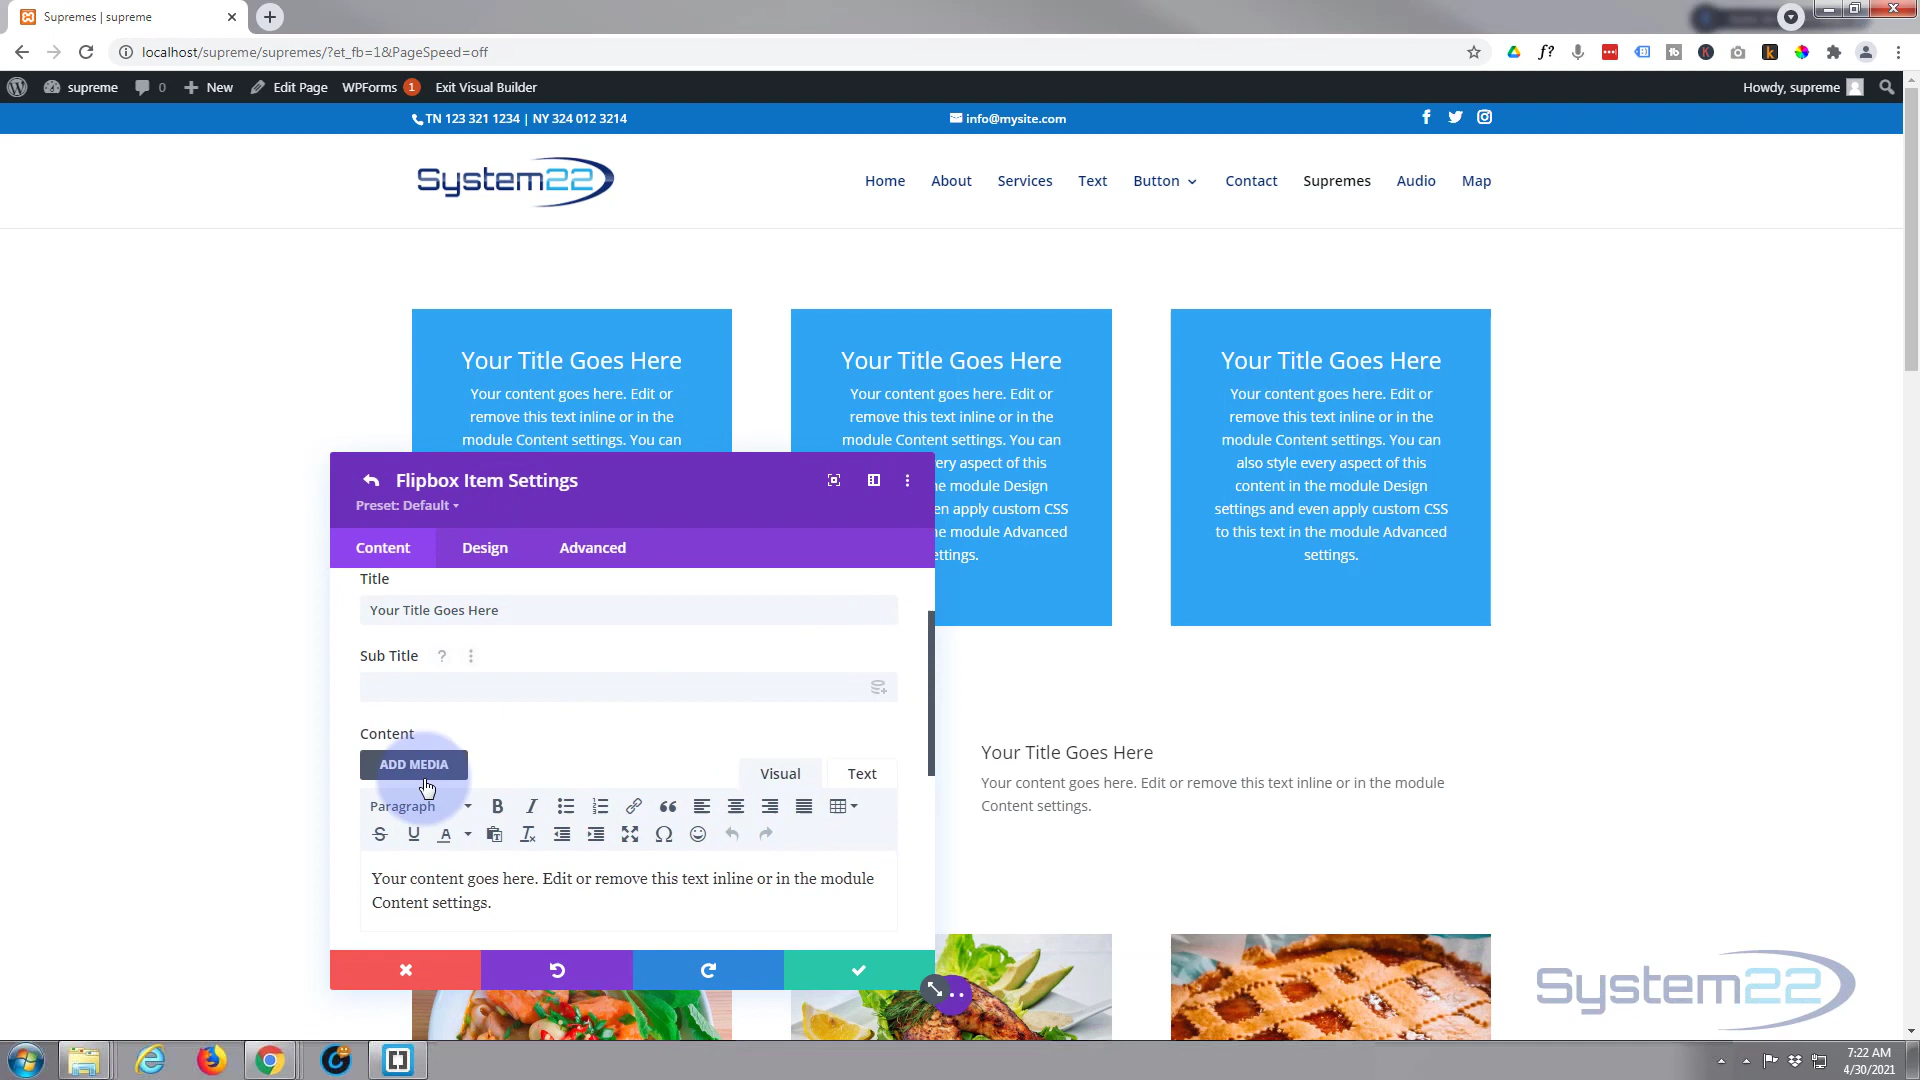 Supremes | supreme
localhost/supreme/supremes/?et_fb=1&PageSpeed=off
supreme 0 New Edit Page WPForms 1 Exit Visual Builder Howdy, supreme
TN 123 321 1234 | NY 324 012 3214 info@mysite.com
System22 Home About Services Text Button Contact Supremes Audio Map
Your Title Goes Here
Your content goes here. Edit or
remove this text inline or in the
module Content settings. You can
Your Title Goes Here
Your content goes here. Edit or
remove this text inline or in the
module Content settings. You can
ery aspect of this
e module Design
en apply custom CSS
e module Advanced
ettings.
Your Title Goes Here
Your content goes here. Edit or
remove this text inline or in the
module Content settings. You can
also style every aspect of this
content in the module Design
settings and even apply custom CSS
to this text in the module Advanced
settings.
Flipbox Item Settings
Preset: Default
Content Design Advanced
Title
Your Title Goes Here
Sub Title ?
Content
ADD MEDIA
Visual Text
Paragraph
Your content goes here. Edit or remove this text inline or in the module
Content settings.
Your Title Goes Here
Your content goes here. Edit or remove this text inline or in the module
Content settings.
System22
7:22 AM
4/30/2021